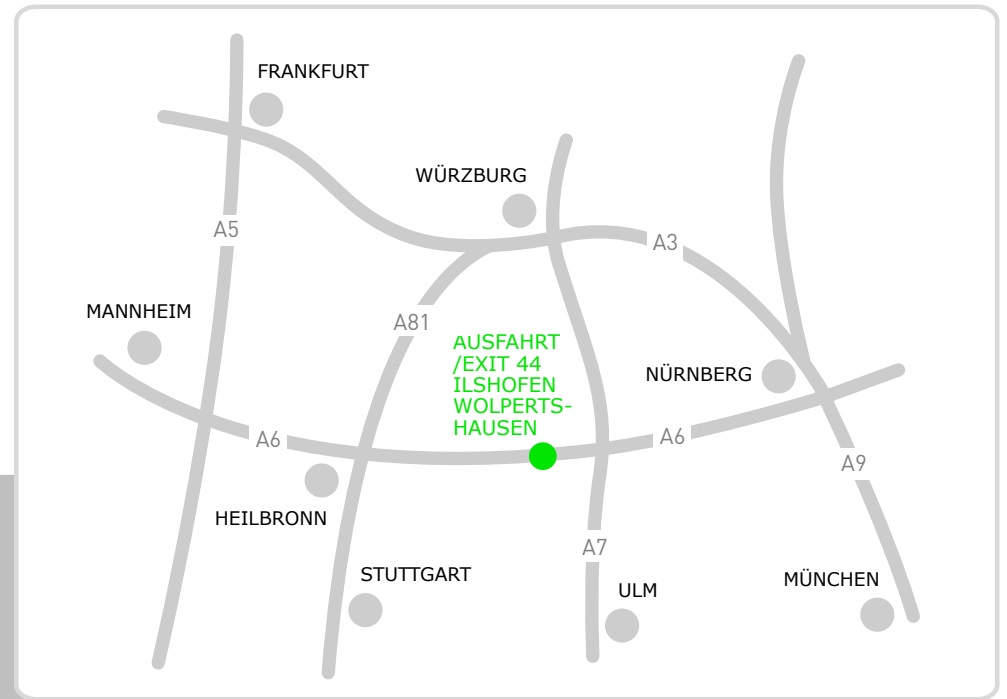 FRANKFURT
WÜRZBURG
A5
A3
MANNHEIM
A81
AUSFAHRT
/EXIT 44
ILSHOFEN
WOLPERTS-
HAUSEN
NÜRNBERG
A6
A6
A9
HEILBRONN
A7
STUTTGART
ULM
MÜNCHEN